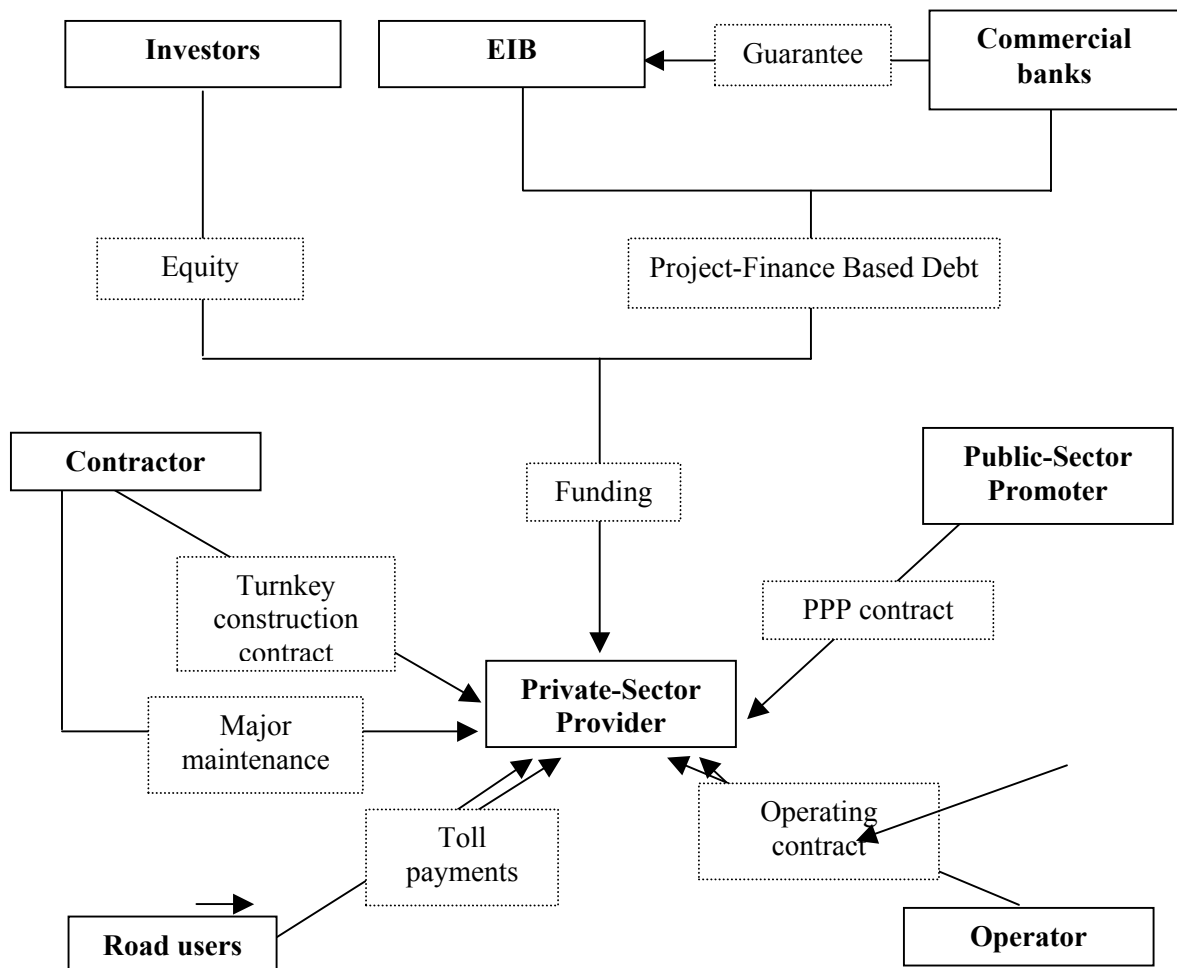 Investors
EIB
Guarantee
Commercial
banks
Equity
Project-Finance Based Debt
Contractor
Public-Sector
Promoter
Funding
Turnkey
construction
contract
PPP contract
Private-Sector
Provider
Major
maintenance
Toll
payments
Operating
contract
Road users
Operator